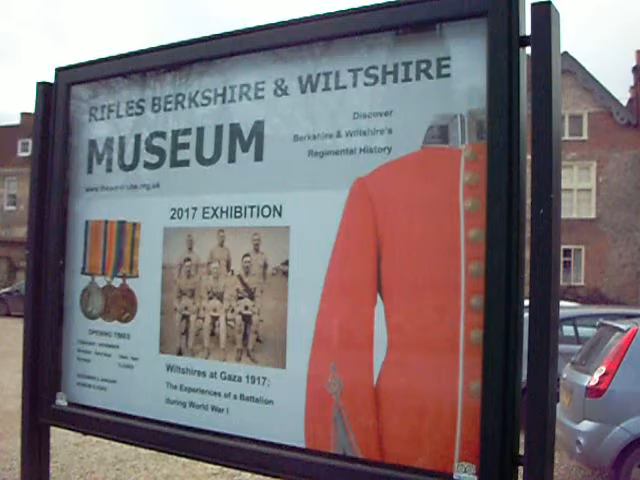 RIFLES BERKSHIRE & WILTSHIRE
MUSEUM
Discover
Berkshire & Wiltshire's
Regimental History
2017 EXHIBITION
OPENING TIMES
Wiltshires at Gaza 1917:
The Experiences of a Battalion
during World War I